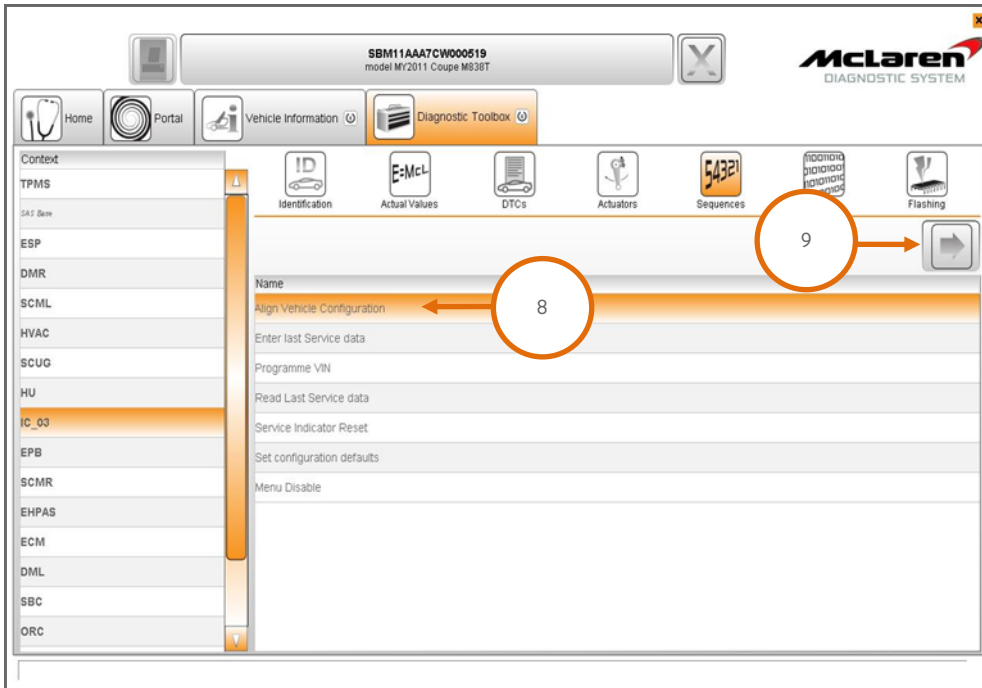 SBM11AAA7CW000519
model MY2011 Coupe M838T
McLaren
DIAGNOSTIC SYSTEM
Home
Portal
Vehicle Information
Diagnostic Toolbox
Context
TPMS
SAS Base
ESP
DMR
SCML
HVAC
SCUG
HU
IC_03
EPB
SCMR
EHPAS
ECM
DML
SBC
ORC
ID
Identification
E=McL
Actual Values
DTCs
Actuators
54321
Sequences
Flashing
9
Name
Align Vehicle Configuration
8
Enter last Service data
Programme VIN
Read Last Service data
Service Indicator Reset
Set configuration defaults
Menu Disable